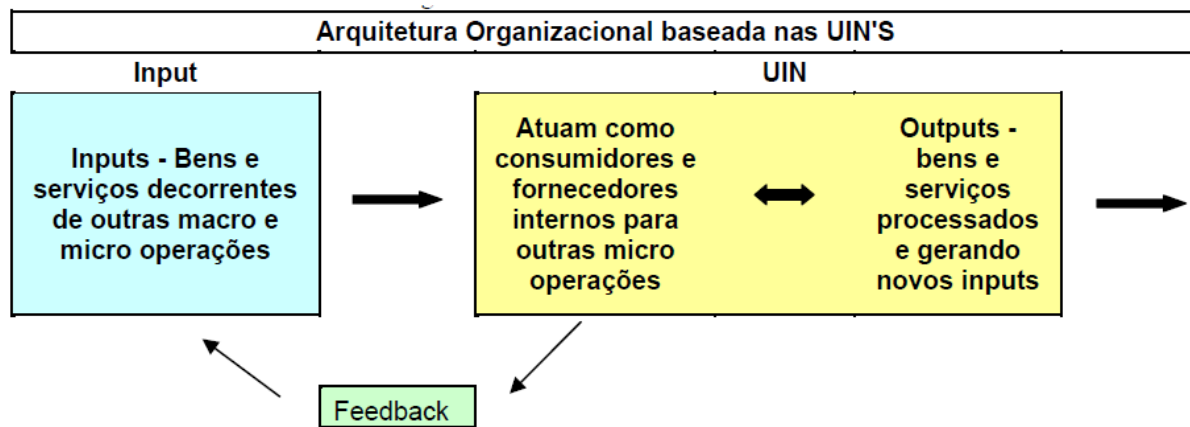 Arquitetura Organizacional baseada nas UIN'S
Input
UIN
Inputs - Bens e
serviços decorrentes
de outras macro e
micro operações
Atuam como
consumidores e
fornecedores
internos para
outras micro
operações
Outputs -
bens e
serviços
processados
e gerando
novos inputs
Feedback